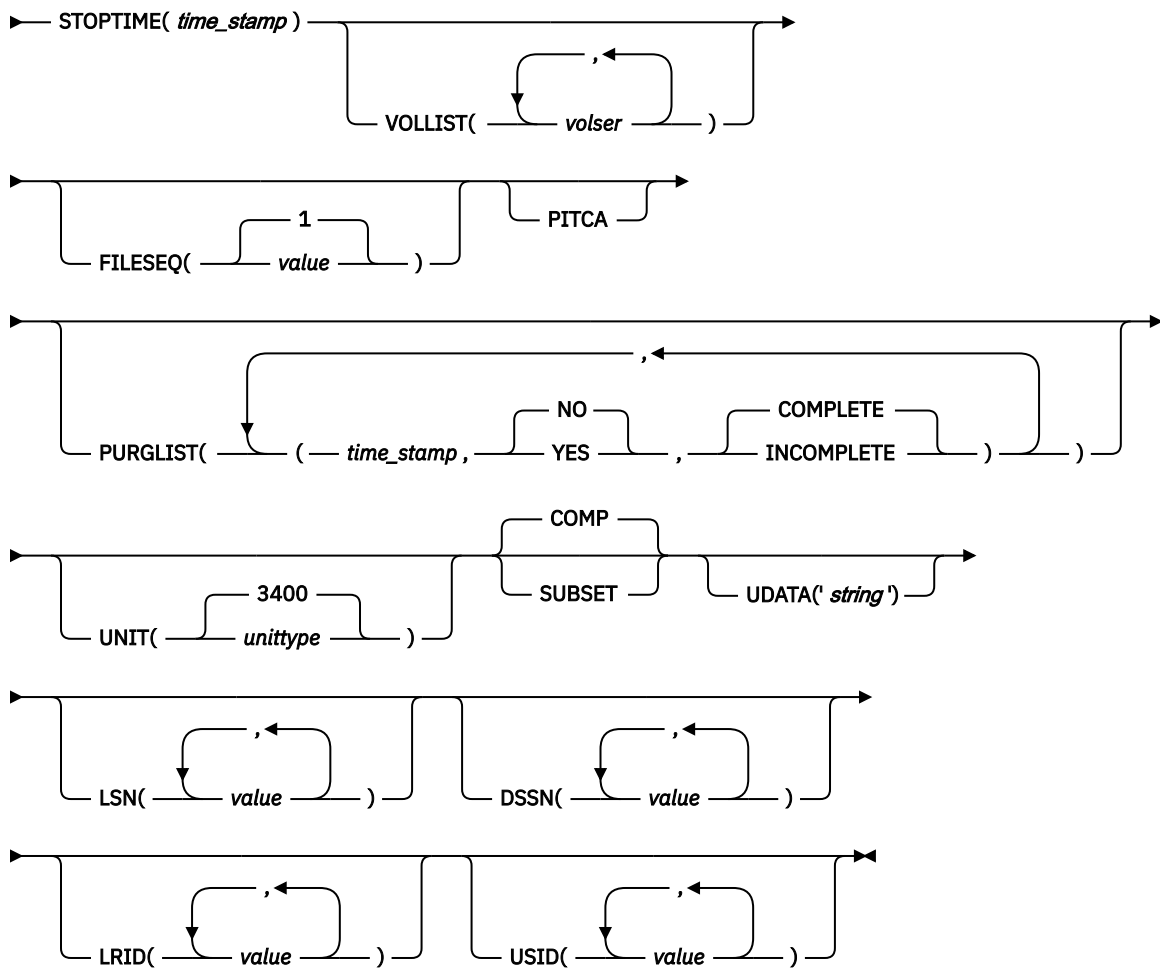 STOPTIME( time_stamp )
,
VOLLIST( volser )
1
FILESEQ( value )
PITCA
,
NO COMPLETE
PURGLIST( ( time_stamp , YES , INCOMPLETE ) )
COMP
3400 SUBSET UDATA(' string ')
UNIT( unittype )
, ,
LSN( value ) DSSN( value )
, ,
LRID( value ) USID( value )